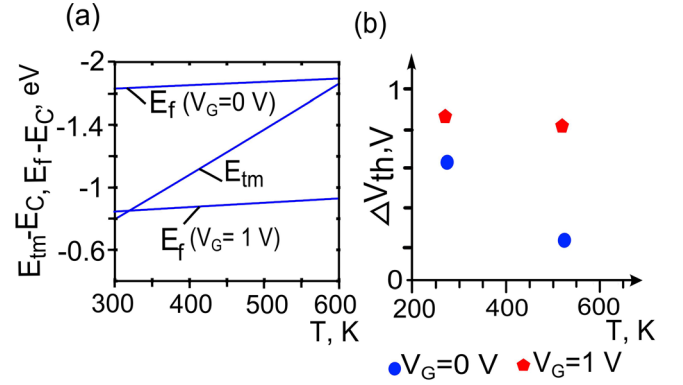 (a)
(b)
E_tm-E_C, E_f-E_C, eV
-2
-1.4
-1
-0.6
E_f (V_G=0 V)
E_tm
E_f (V_G= 1 V)
300
400
500
600
T, K
ΔVth, V
1
0
200
400
600
T, K
V_G=0 V
V_G=1 V